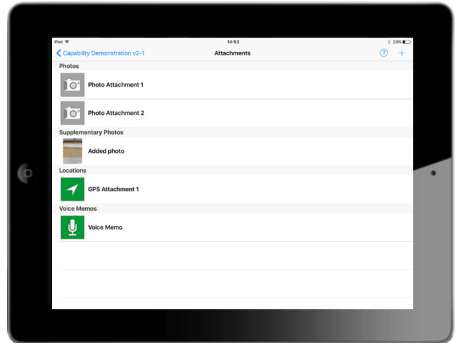 iPad
14:53
29%
Capability Demonstration v2-1
Attachments
?
+
Photos
Photo Attachment 1
Photo Attachment 2
Supplementary Photos
Added photo
Locations
GPS Attachment 1
Voice Memos
Voice Memo